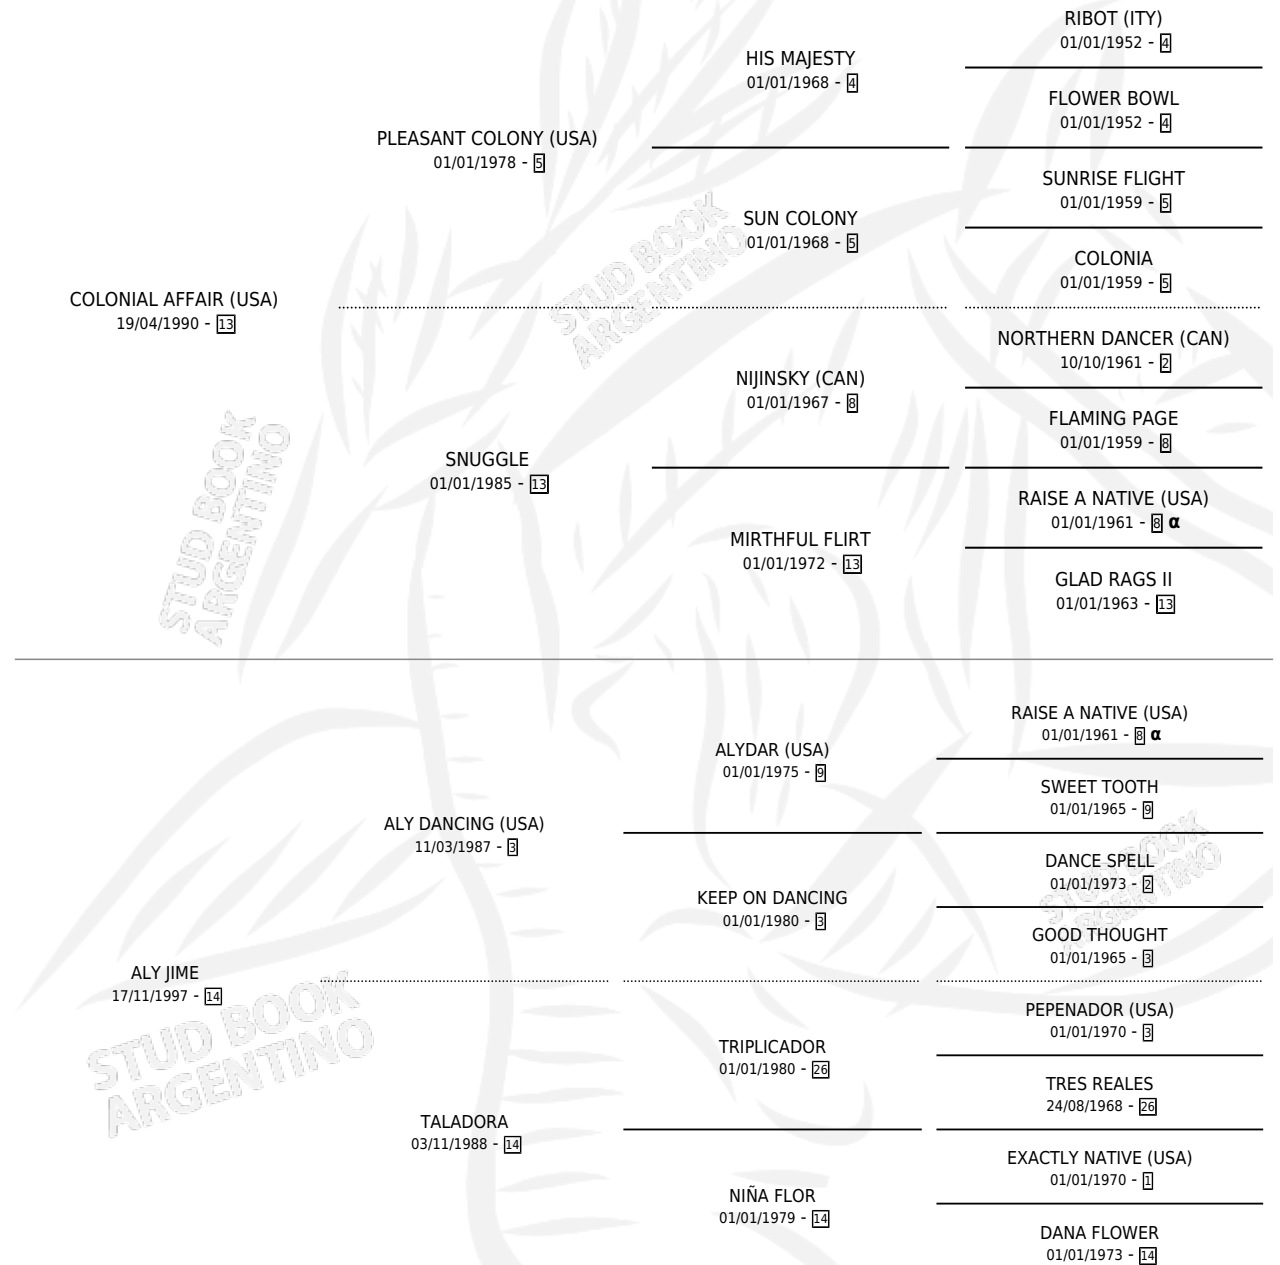 RIBOT (ITY)
01/01/1952 - 4
HIS MAJESTY
01/01/1968 - 4
FLOWER BOWL
01/01/1952 - 4
PLEASANT COLONY (USA)
01/01/1978 - 5
SUNRISE FLIGHT
01/01/1959 - 5
SUN COLONY
01/01/1968 - 5
COLONIA
01/01/1959 - 5
STUD BOOK
ARGENTINO
COLONIAL AFFAIR (USA)
19/04/1990 - 13
NORTHERN DANCER (CAN)
10/10/1961 - 2
NIJINSKY (CAN)
01/01/1967 - 8
FLAMING PAGE
01/01/1959 - 8
SNUGGLE
01/01/1985 - 13
RAISE A NATIVE (USA)
01/01/1961 - 8 α
MIRTHFUL FLIRT
01/01/1972 - 13
GLAD RAGS II
01/01/1963 - 13
STUD BOOK
ARGENTINO
RAISE A NATIVE (USA)
01/01/1961 - 8 α
ALYDAR (USA)
01/01/1975 - 9
SWEET TOOTH
01/01/1965 - 9
ALY DANCING (USA)
11/03/1987 - 3
DANCE SPELL
01/01/1973 - 2
KEEP ON DANCING
01/01/1980 - 3
GOOD THOUGHT
01/01/1965 - 3
STUD BOOK
ARGENTINO
ALY JIME
17/11/1997 - 14
PEPENADOR (USA)
01/01/1970 - 3
TRIPLICADOR
01/01/1980 - 26
TRES REALES
24/08/1968 - 26
STUD BOOK
ARGENTINO
TALADORA
03/11/1988 - 14
EXACTLY NATIVE (USA)
01/01/1970 - 1
NIÑA FLOR
01/01/1979 - 14
DANA FLOWER
01/01/1973 - 14